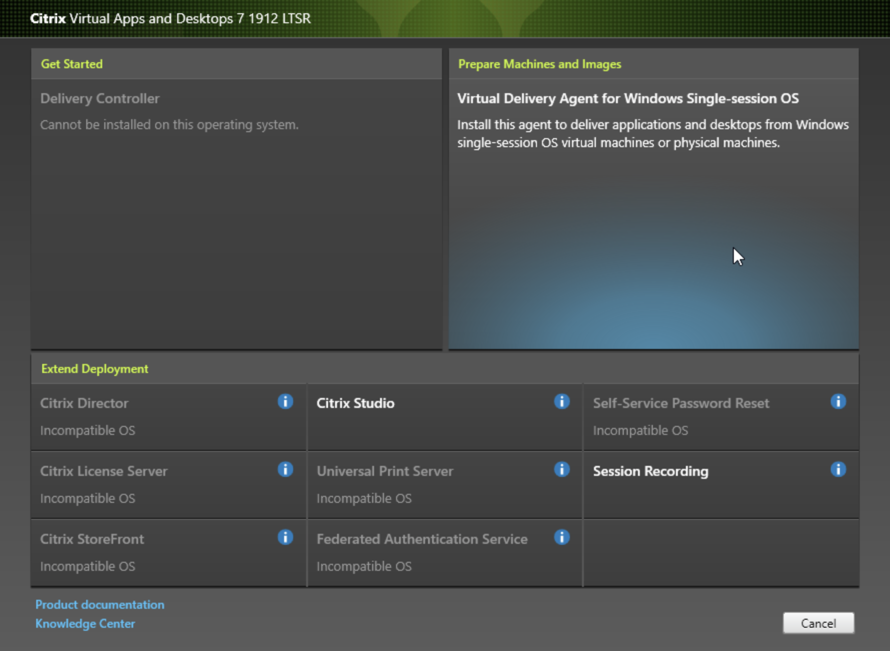 Citrix Virtual Apps and Desktops 7 1912 LTSR
Get Started
Delivery Controller
Cannot be installed on this operating system.
Prepare Machines and Images
Virtual Delivery Agent for Windows Single-session OS
Install this agent to deliver applications and desktops from Windows
single-session OS virtual machines or physical machines.
Extend Deployment
Citrix Director
Incompatible OS
Citrix Studio
Self-Service Password Reset
Incompatible OS
Citrix License Server
Incompatible OS
Universal Print Server
Incompatible OS
Session Recording
Citrix StoreFront
Incompatible OS
Federated Authentication Service
Incompatible OS
Product documentation
Knowledge Center
Cancel